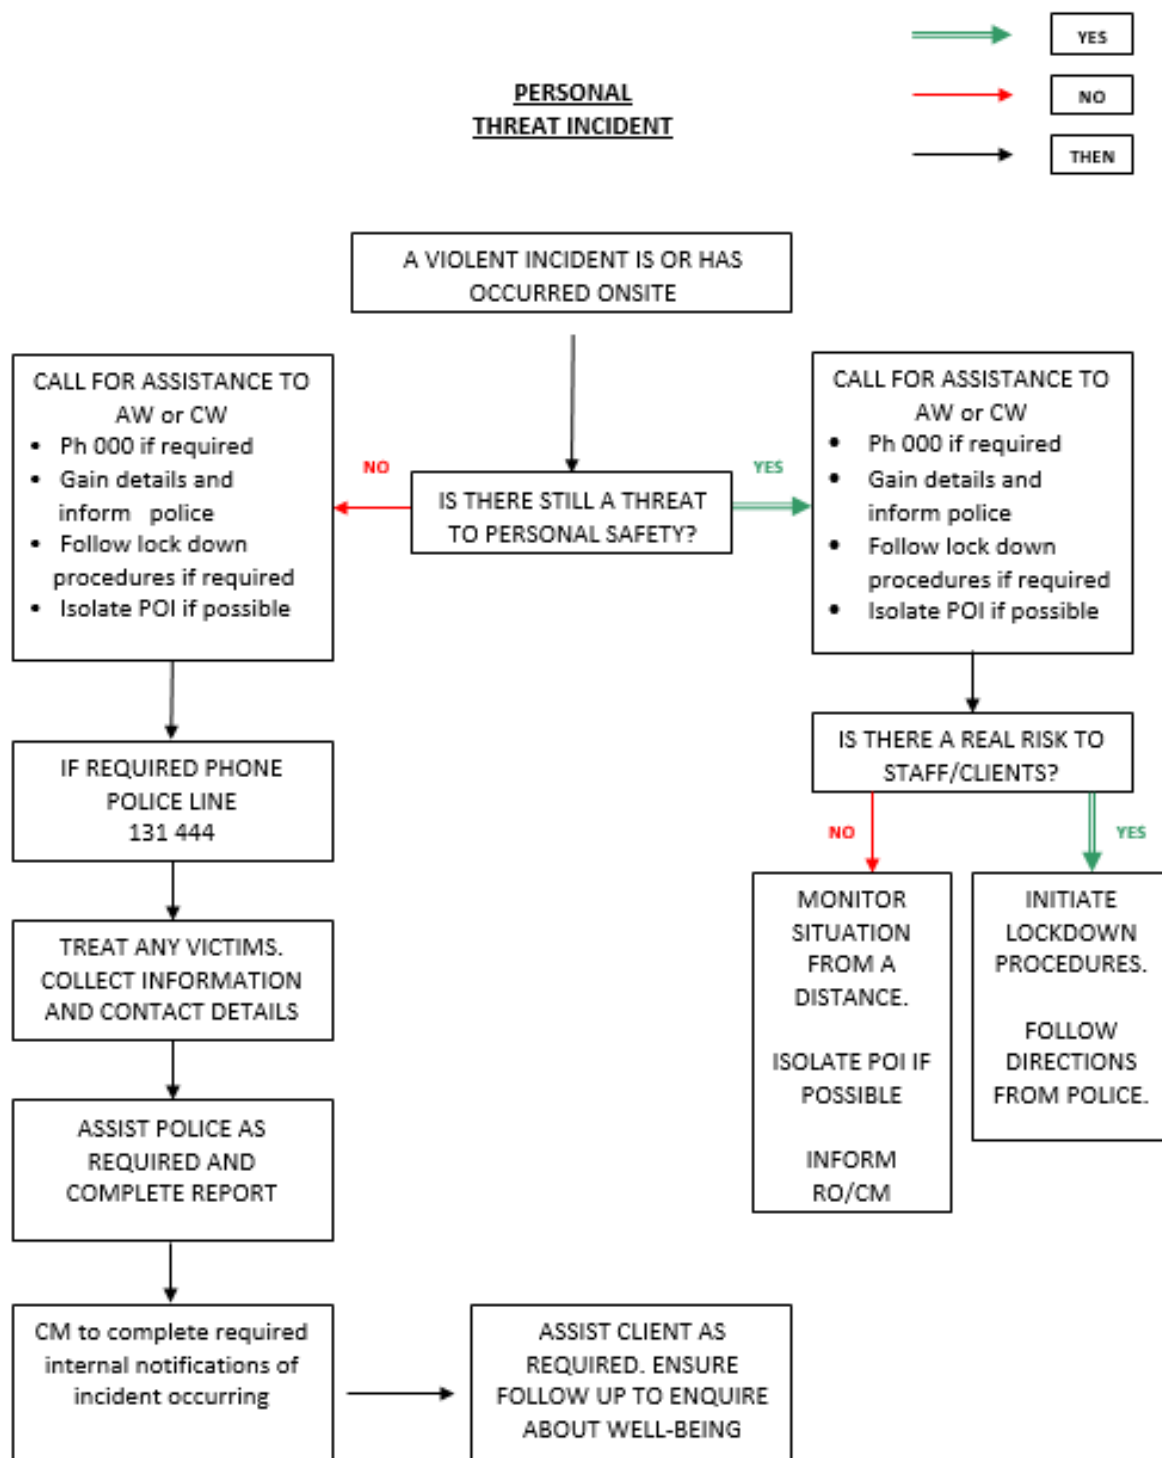 YES
PERSONAL
THREAT INCIDENT
NO
THEN
A VIOLENT INCIDENT IS OR HAS
OCCURRED ONSITE
CALL FOR ASSISTANCE TO
AW or CW
• Ph 000 if required
• Gain details and
inform police
• Follow lock down
procedures if required
• Isolate POI if possible
NO
IS THERE STILL A THREAT
TO PERSONAL SAFETY?
YES
CALL FOR ASSISTANCE TO
AW or CW
• Ph 000 if required
• Gain details and
inform police
• Follow lock down
procedures if required
• Isolate POI if possible
IF REQUIRED PHONE
POLICE LINE
131 444
IS THERE A REAL RISK TO
STAFF/CLIENTS?
NO
YES
TREAT ANY VICTIMS.
COLLECT INFORMATION
AND CONTACT DETAILS
MONITOR
SITUATION
FROM A
DISTANCE.
ISOLATE POI IF
POSSIBLE
INFORM
RO/CM
INITIATE
LOCKDOWN
PROCEDURES.
FOLLOW
DIRECTIONS
FROM POLICE.
ASSIST POLICE AS
REQUIRED AND
COMPLETE REPORT
CM to complete required
internal notifications of
incident occurring
ASSIST CLIENT AS
REQUIRED. ENSURE
FOLLOW UP TO ENQUIRE
ABOUT WELL-BEING